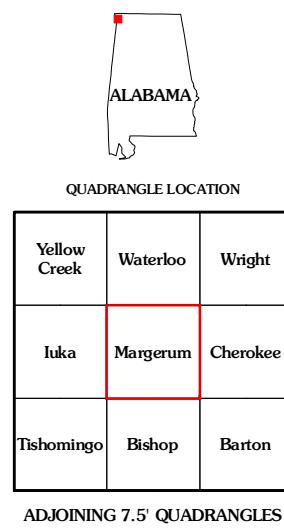 ALABAMA
QUADRANGLE LOCATION
Yellow
Creek
Waterloo
Wright
Iuka
Margerum
Cherokee
Tishomingo
Bishop
Barton
ADJOINING 7.5' QUADRANGLES